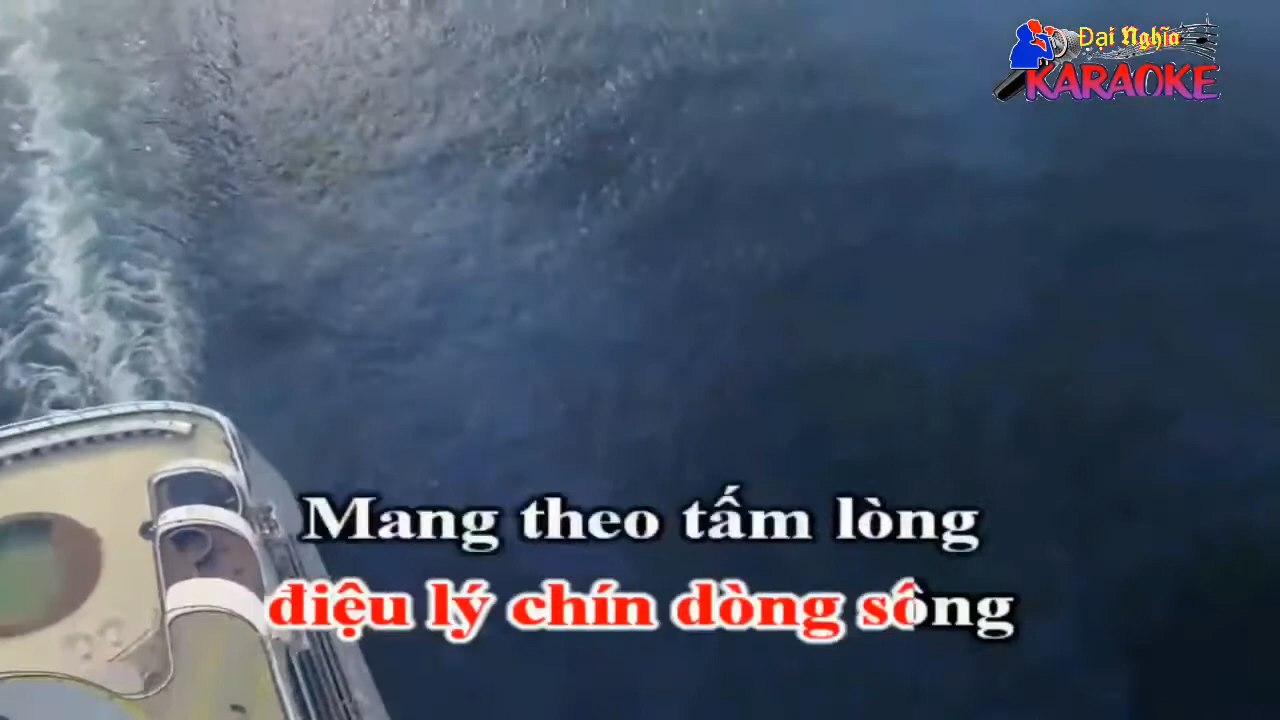 Đại Nghĩa
KARAOKE
Mang theo tấm lòng
điệu lý chín dòng sông